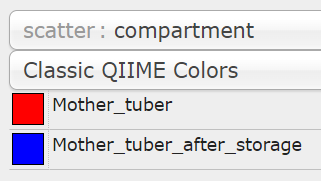 scatter : compartment
Classic QIIME Colors
Mother_tuber
Mother_tuber_after_storage